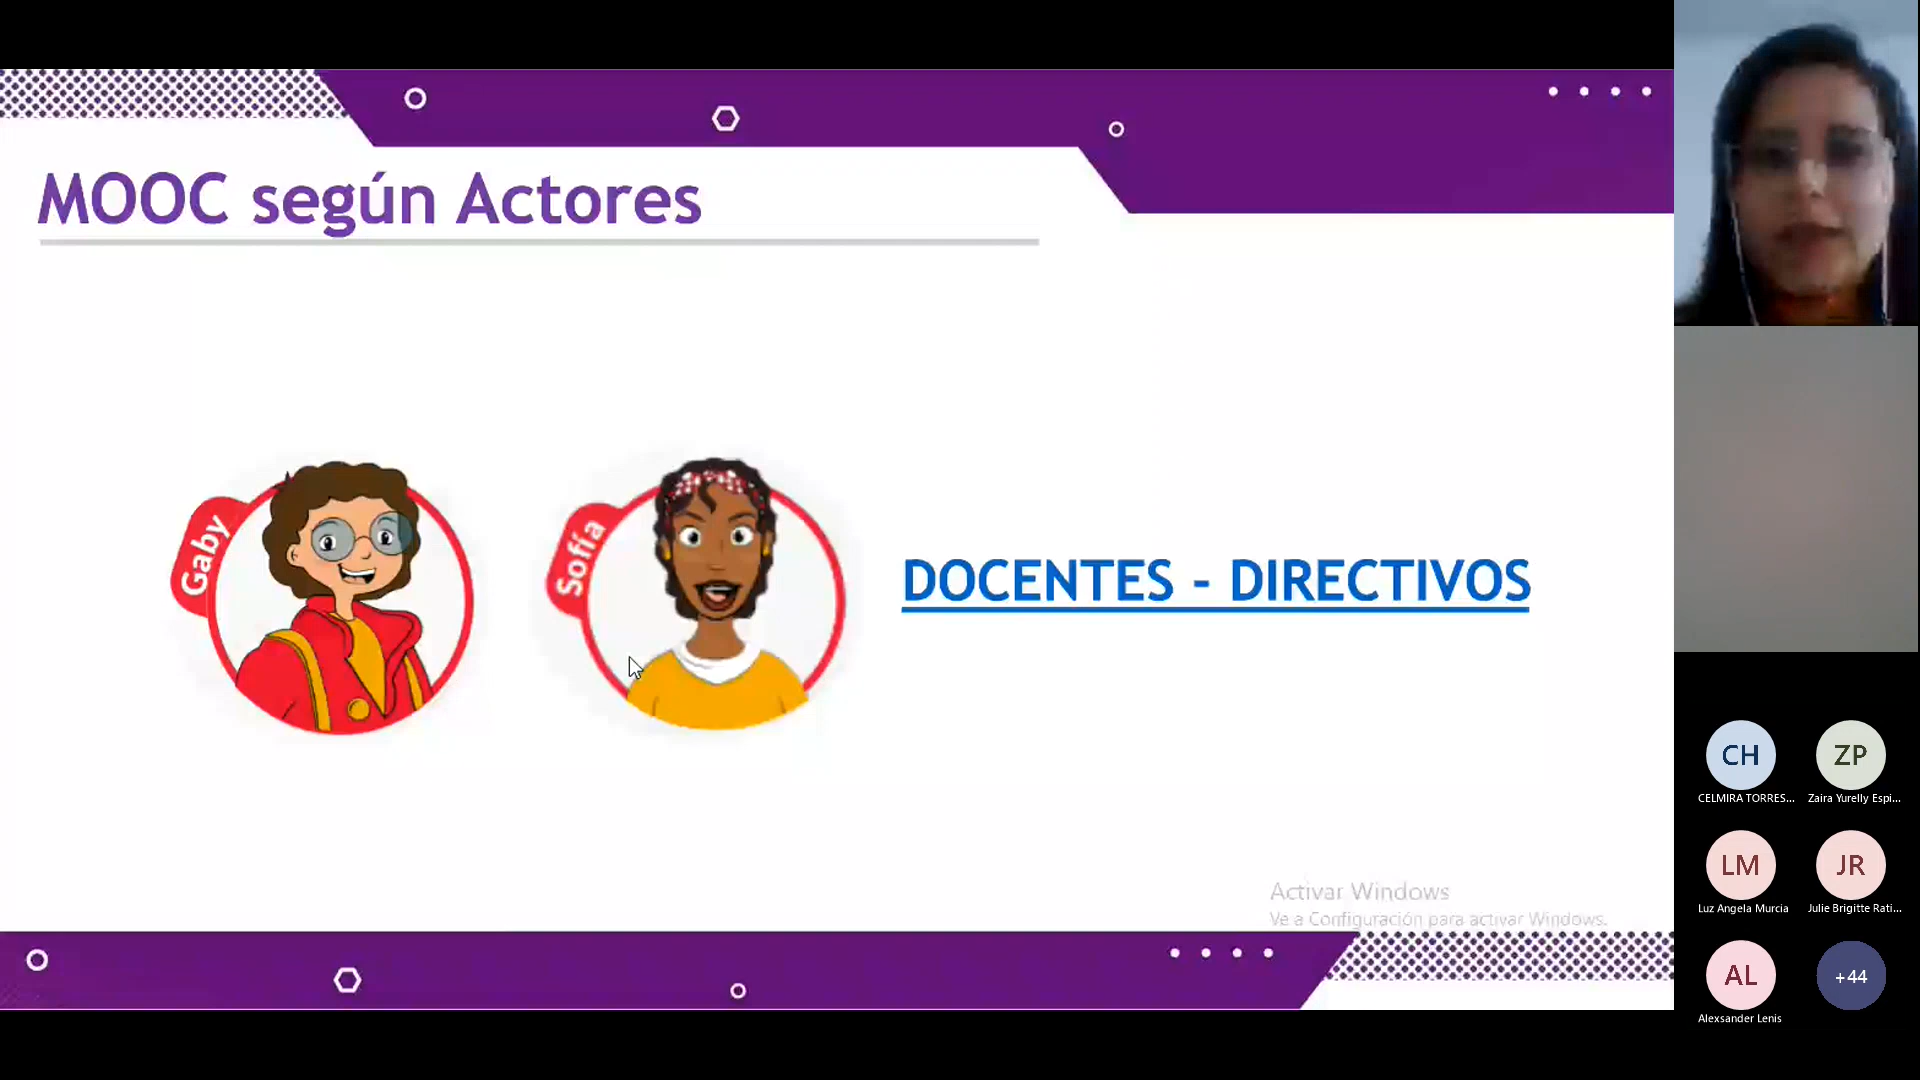 MOOC según Actores
Gaby
Sofía
DOCENTES - DIRECTIVOS
Activar Windows
Ve a Configuración para activar Windows.
CH
CELMIRA TORRES...
ZP
Zaira Yurelly Espi...
LM
Luz Angela Murcia
JR
Julie Brigitte Rati...
AL
Alexsander Lenis
+44